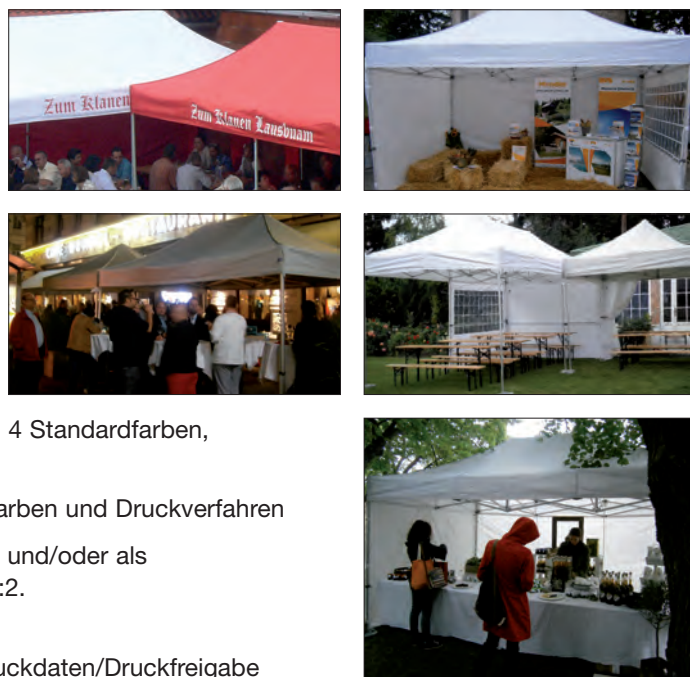 Zum Klanen
Zum Klanen Lausbuam
4 Standardfarben,
arben und Druckverfahren
und/oder als
:2.
uckdaten/Druckfreigabe